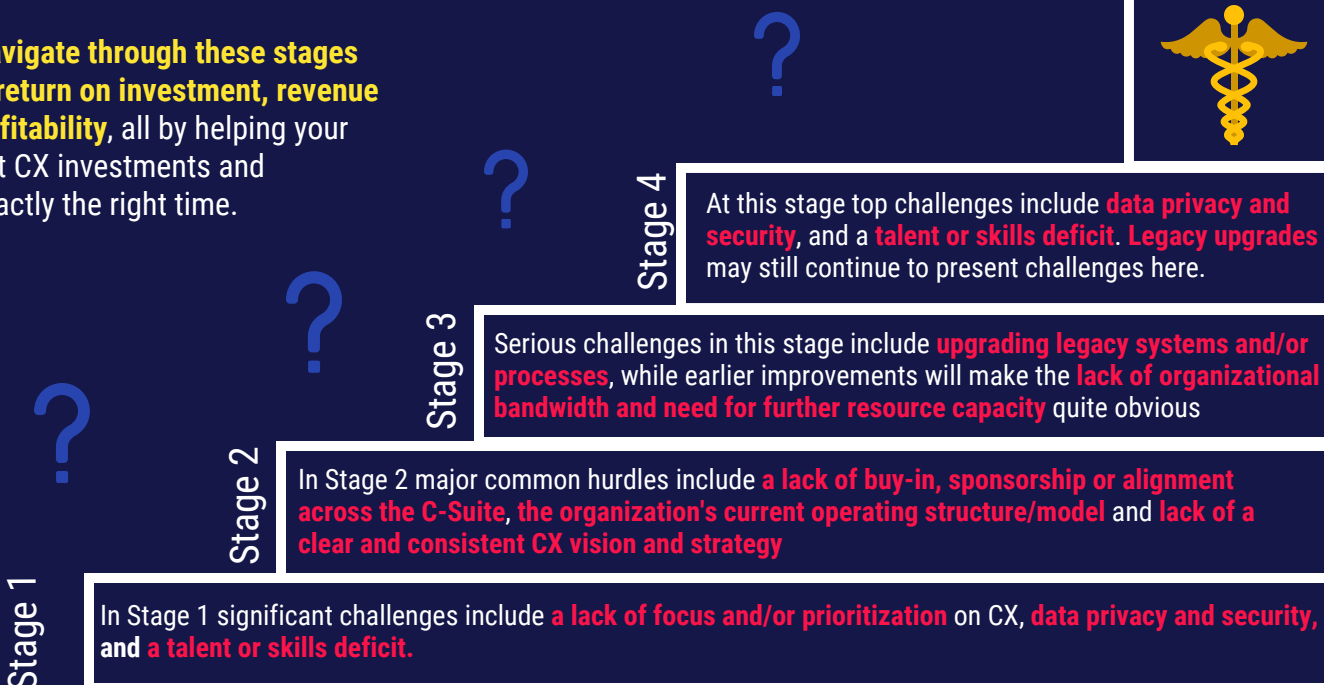 avigate through these stages
return on investment, revenue
fitability, all by helping your
t CX investments and
actly the right time.
Stage 4
At this stage top challenges include data privacy and
security, and a talent or skills deficit. Legacy upgrades
may still continue to present challenges here.
Stage 3
Serious challenges in this stage include upgrading legacy systems and/or
processes, while earlier improvements will make the lack of organizational
bandwidth and need for further resource capacity quite obvious
Stage 2
In Stage 2 major common hurdles include a lack of buy-in, sponsorship or alignment
across the C-Suite, the organization's current operating structure/model and lack of a
clear and consistent CX vision and strategy
Stage 1
In Stage 1 significant challenges include a lack of focus and/or prioritization on CX, data privacy and security,
and a talent or skills deficit.